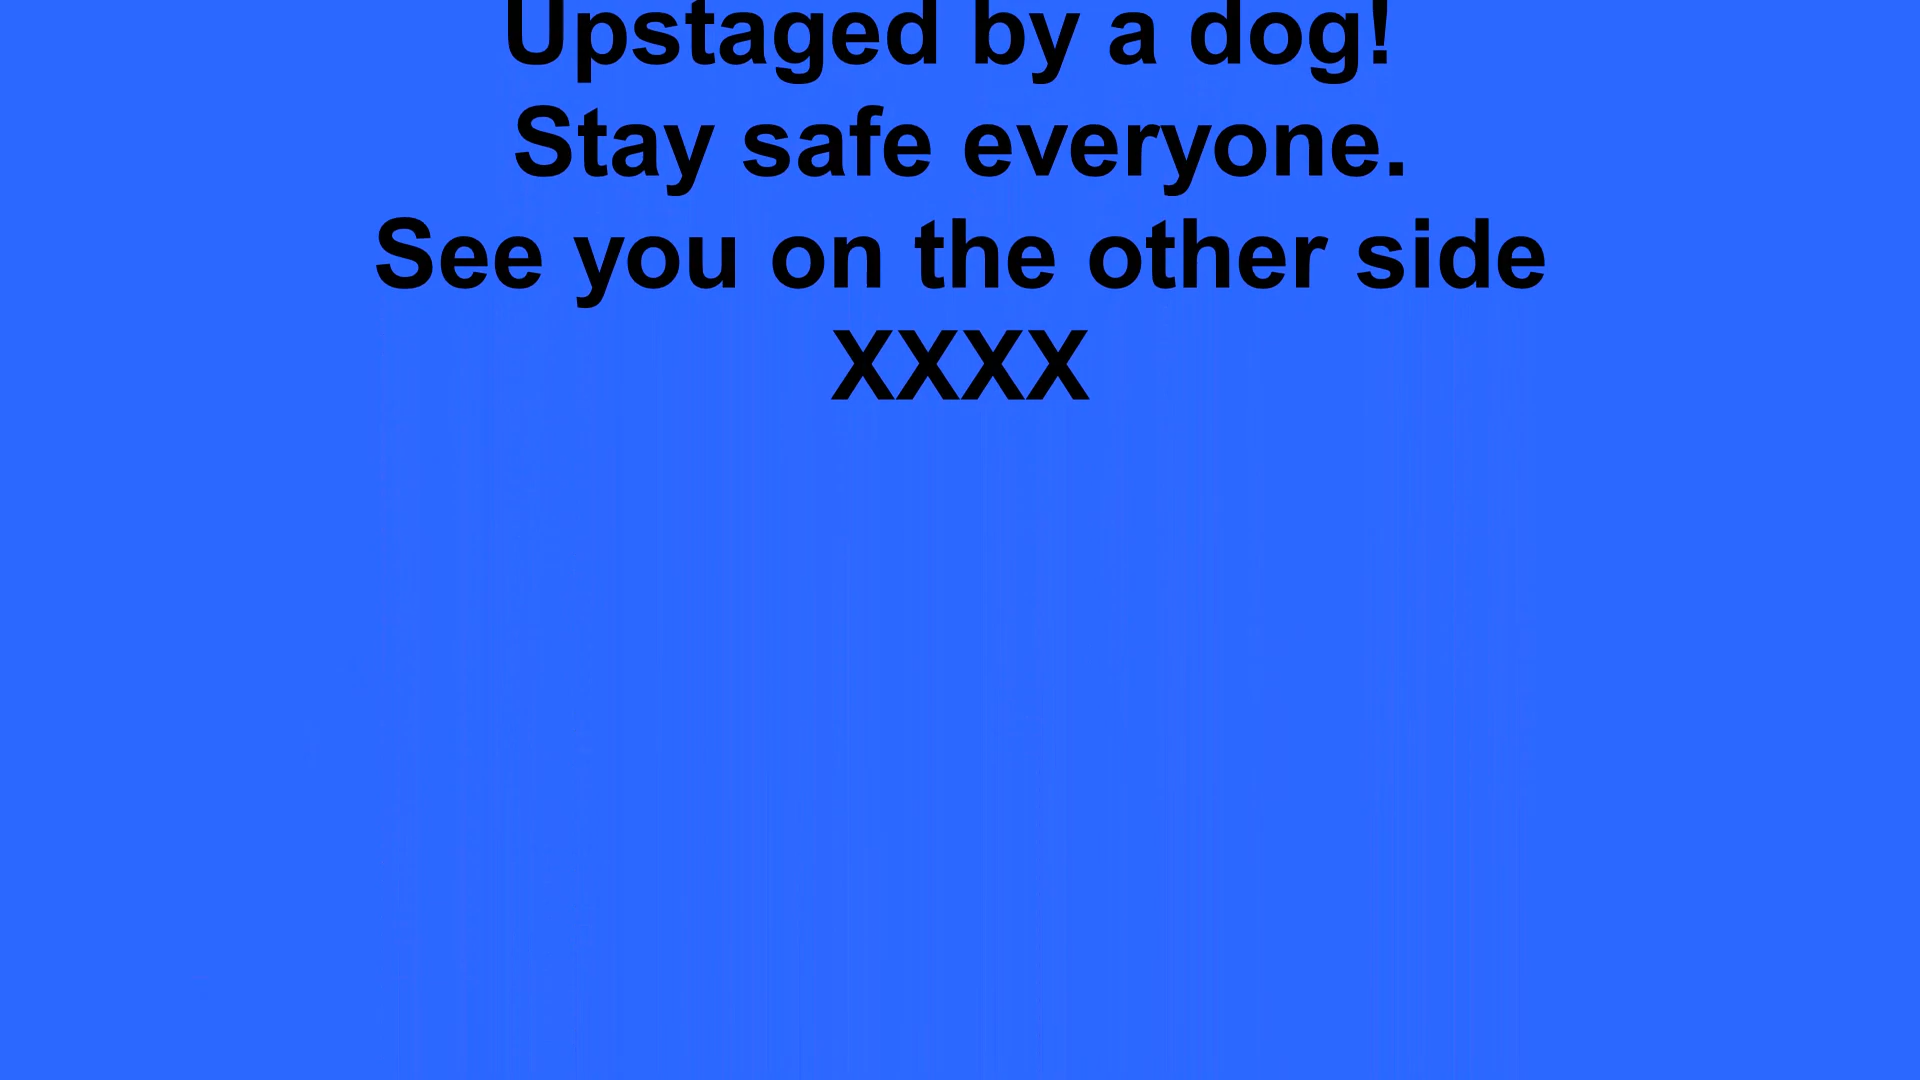 Upstaged by a dog!
Stay safe everyone.
See you on the other side
XXXX